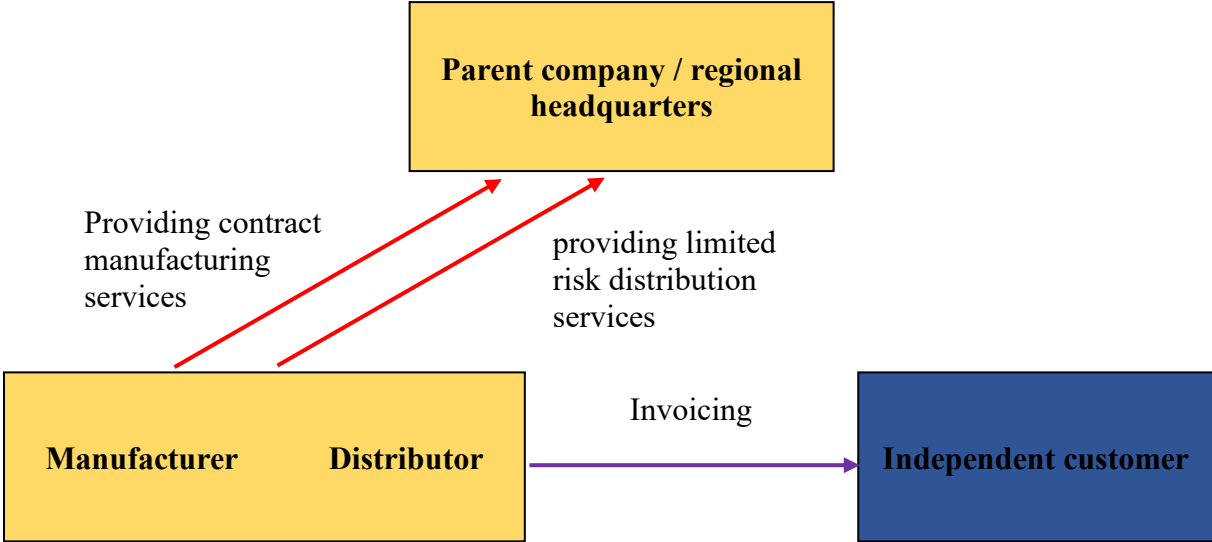 Parent company / regional
headquarters
Providing contract
manufacturing
services
providing limited
risk distribution
services
Invoicing
Manufacturer
Distributor
Independent customer